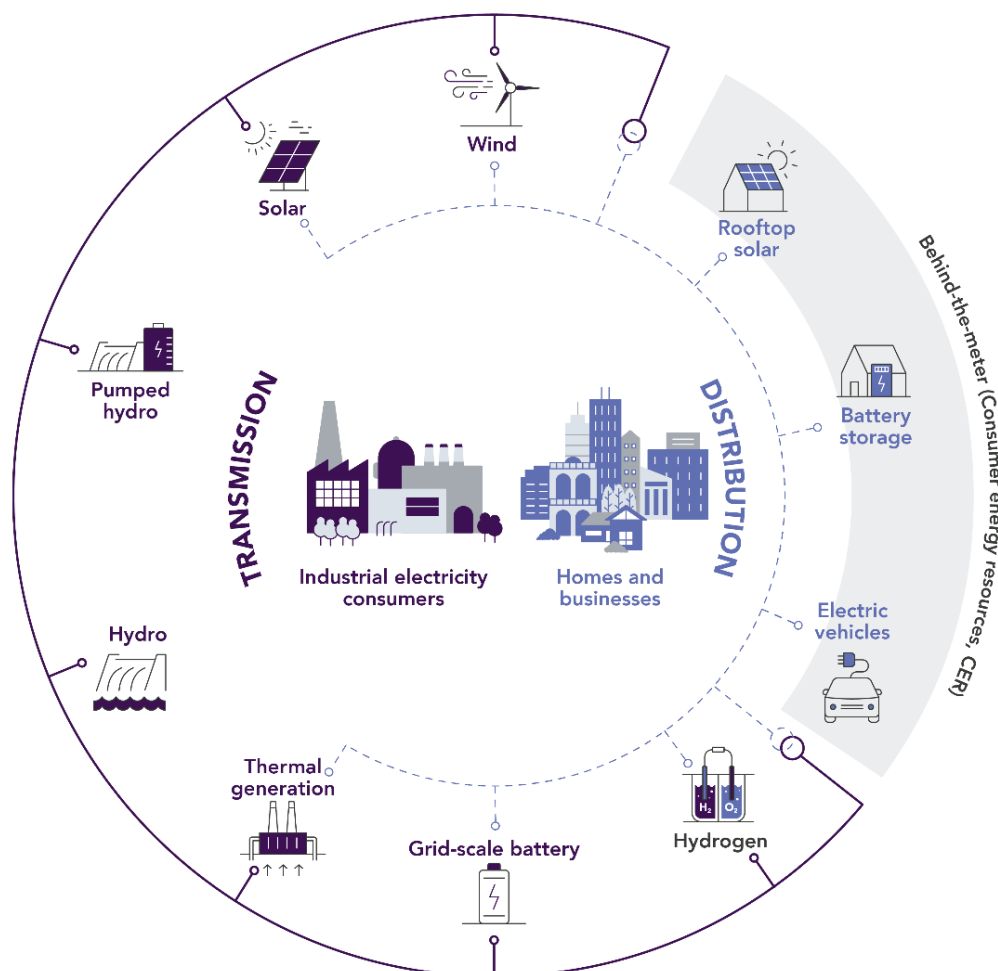 Wind
Solar
Rooftop
solar
Pumped
hydro
Battery
storage
TRANSMISSION
DISTRIBUTION
Behind-the-meter (Consumer energy resources, CER)
Industrial electricity
consumers
Homes and
businesses
Hydro
Electric
vehicles
Thermal
generation
Grid-scale battery
H2
O2
Hydrogen